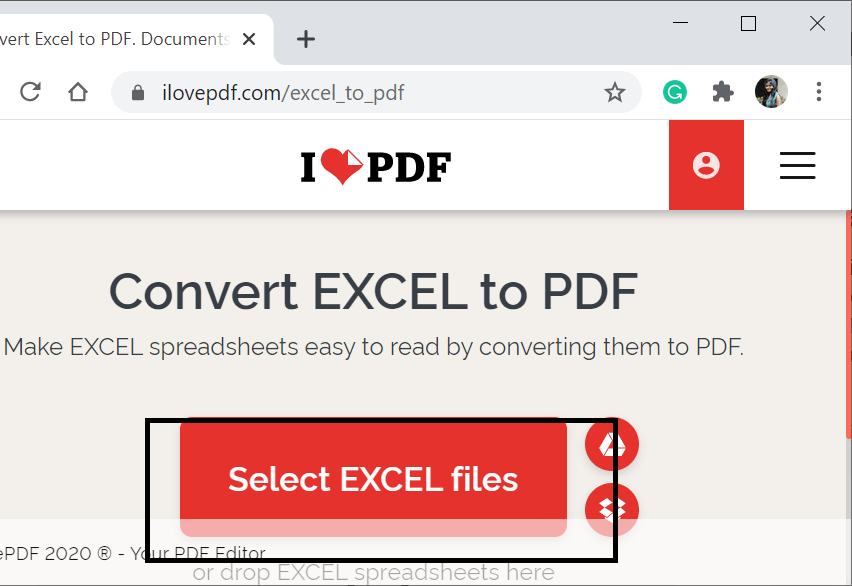 vert Excel to PDF. Documents
ilovepdf.com/excel_to_pdf
I PDF
Convert EXCEL to PDF
Make EXCEL spreadsheets easy to read by converting them to PDF.
Select EXCEL files
ePDF 2020 ® - Your PDF Editor
or drop EXCEL spreadsheets here